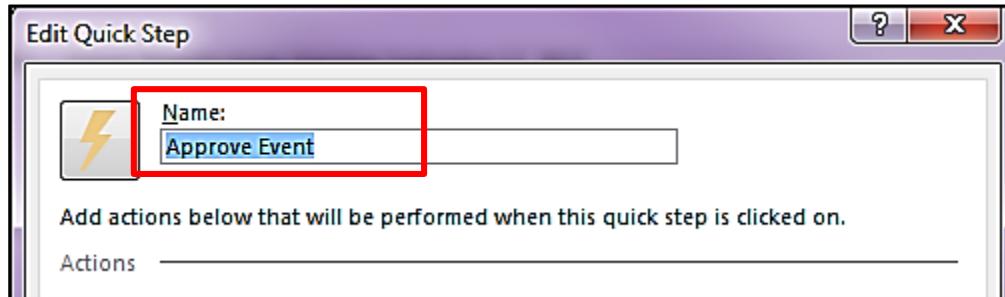 Edit Quick Step
?
X
Name:
Approve Event
Add actions below that will be performed when this quick step is clicked on.
Actions